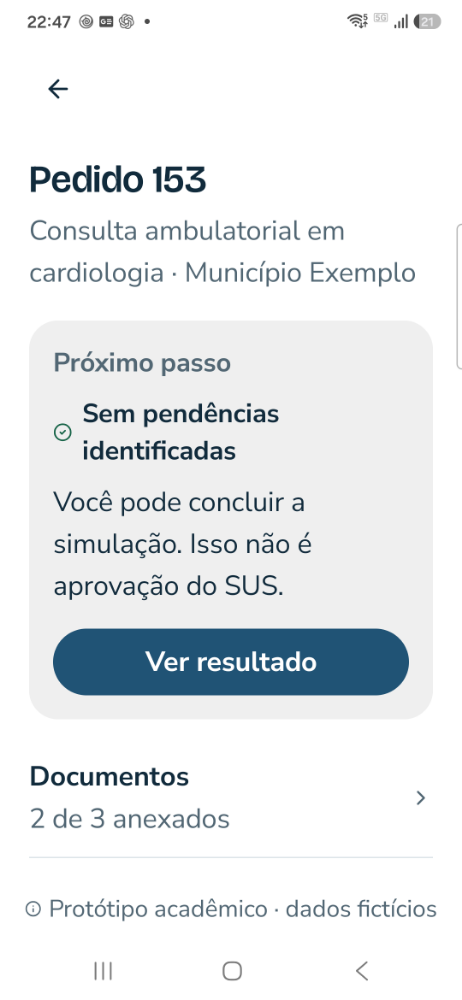 22:47
5G
21
Pedido 153
Consulta ambulatorial em
cardiologia · Município Exemplo
Próximo passo
Sem pendências
identificadas
Você pode concluir a
simulação. Isso não é
aprovação do SUS.
Ver resultado
Documentos
2 de 3 anexados
Protótipo acadêmico · dados fictícios